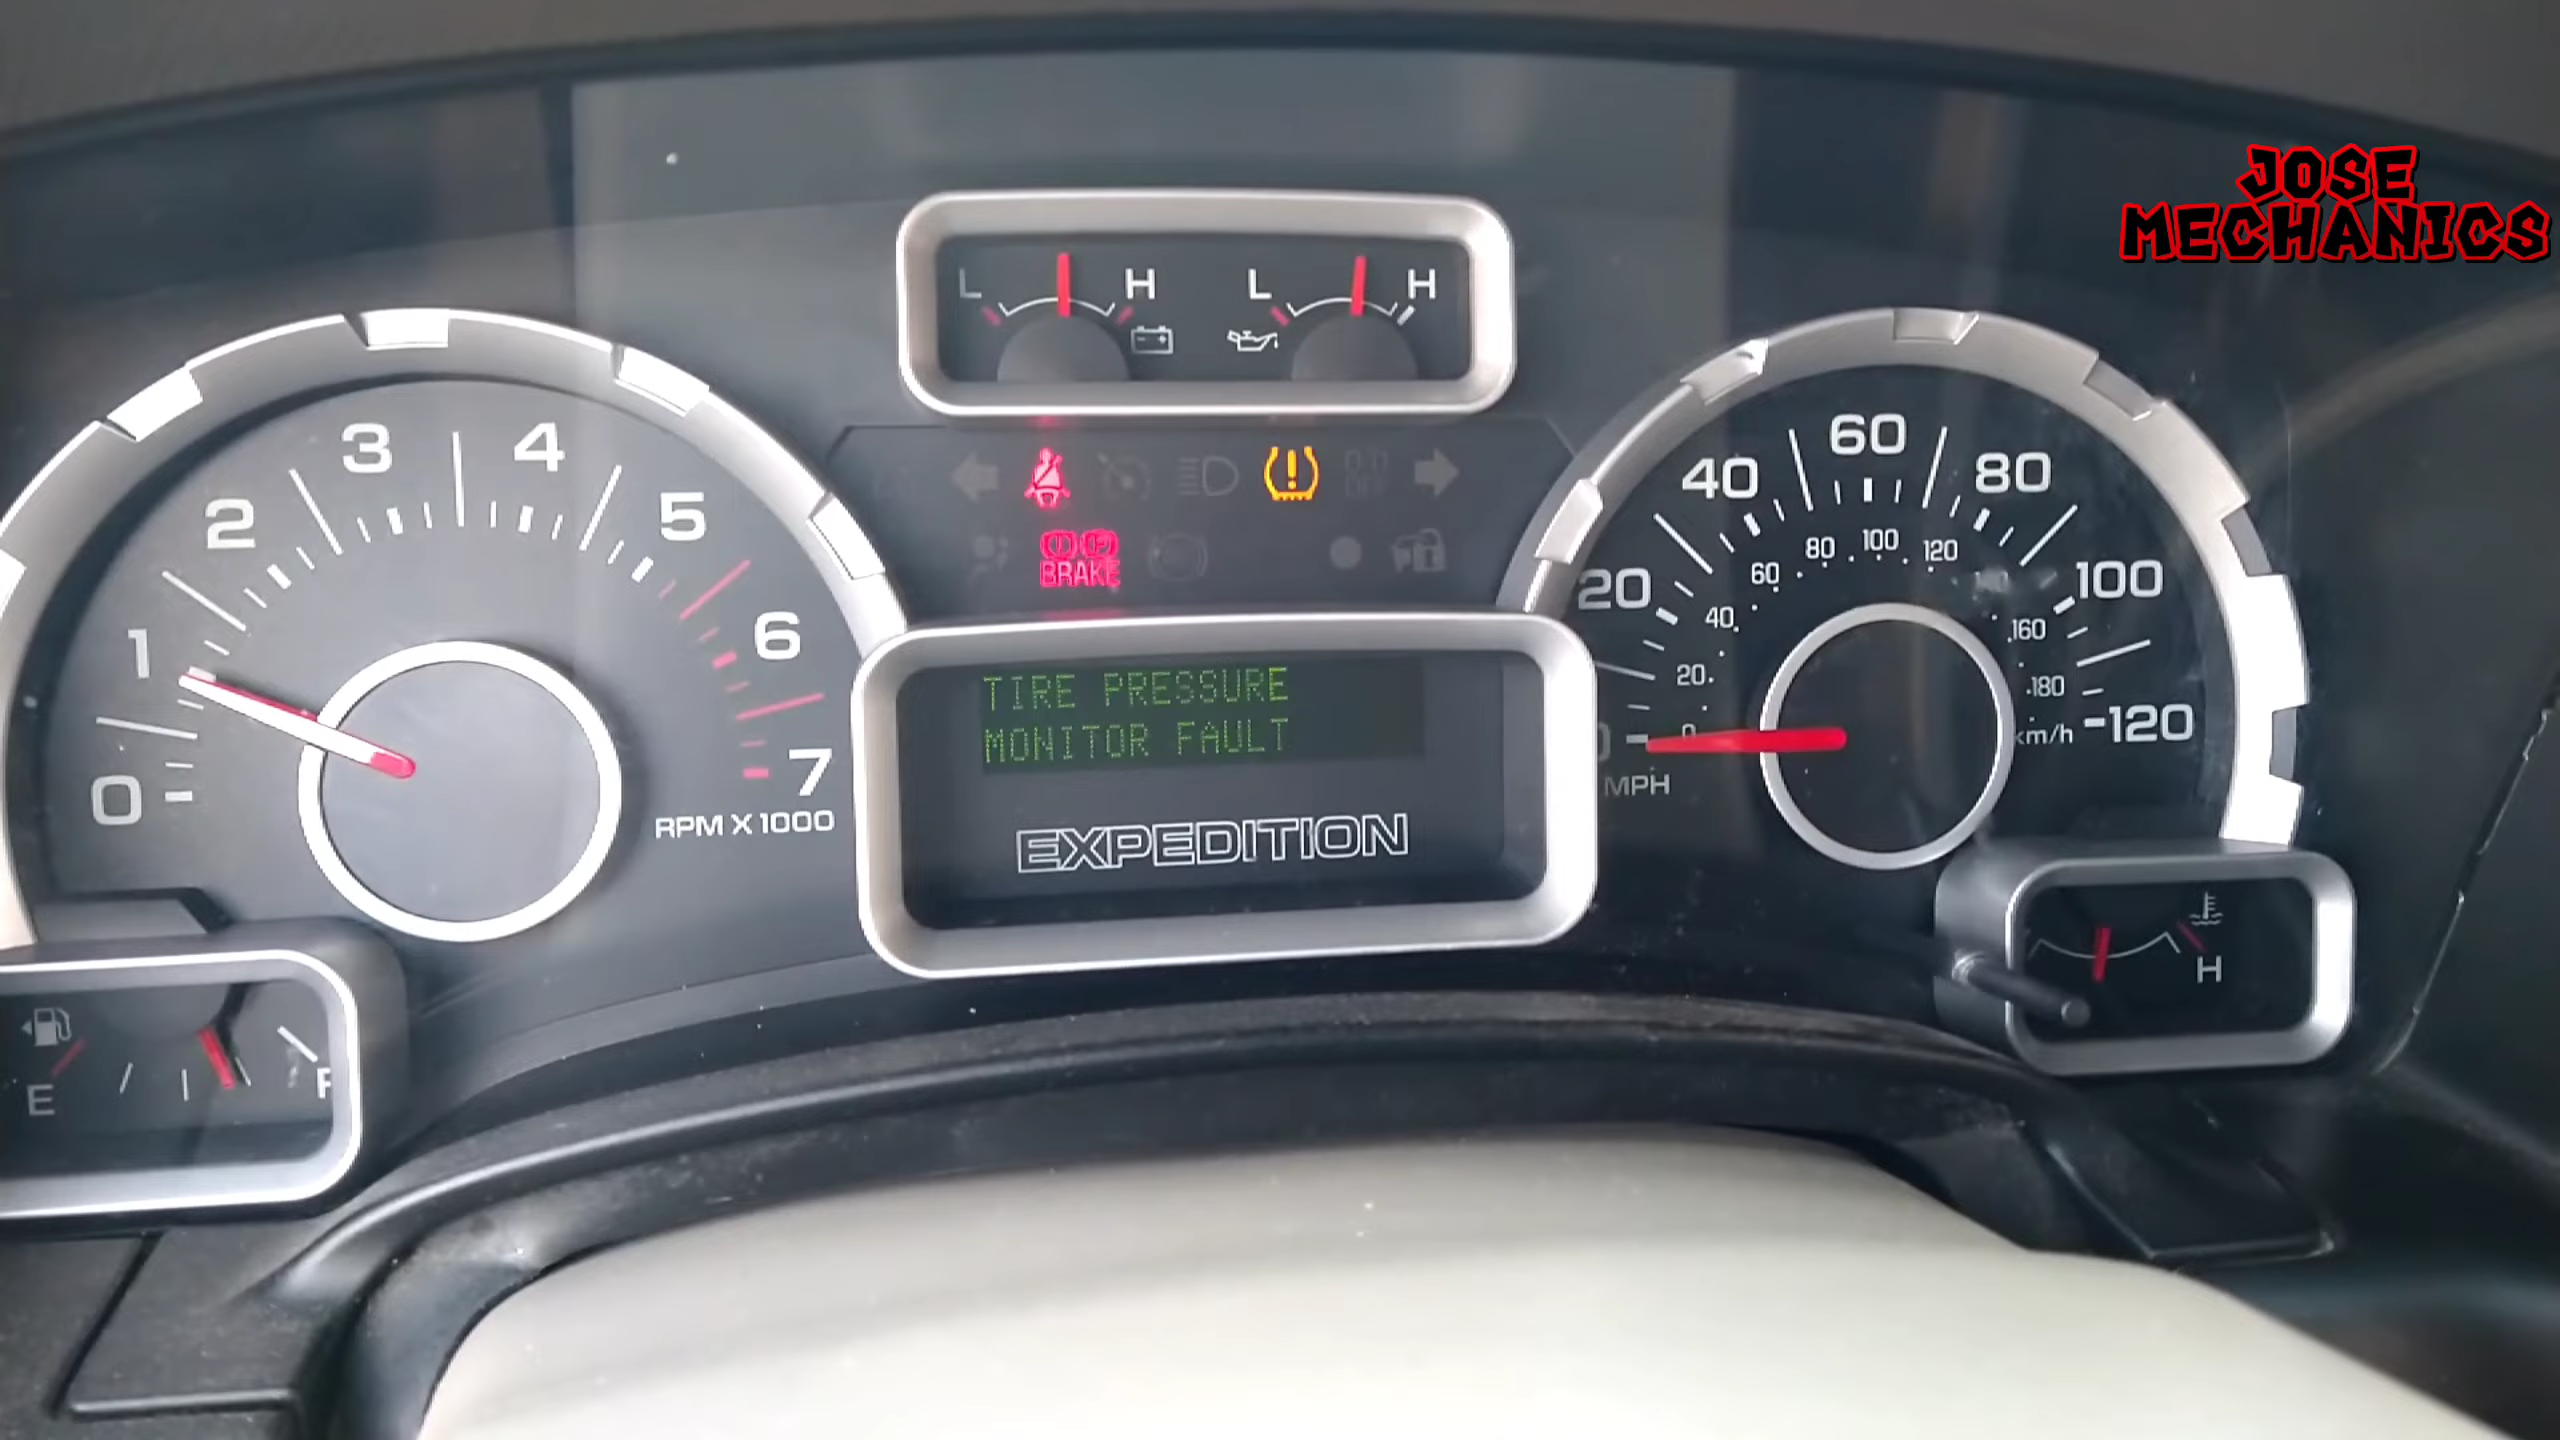 JOSE
MECHANICS
L H L H
0 1 2 3 4 5 6 7
RPM X 1000
BRAKE
TIRE PRESSURE
MONITOR FAULT
EXPEDITION
20 40 60 80 100 120
0 20 40 60 80 100 120 160 180
km/h
MPH
E F
H